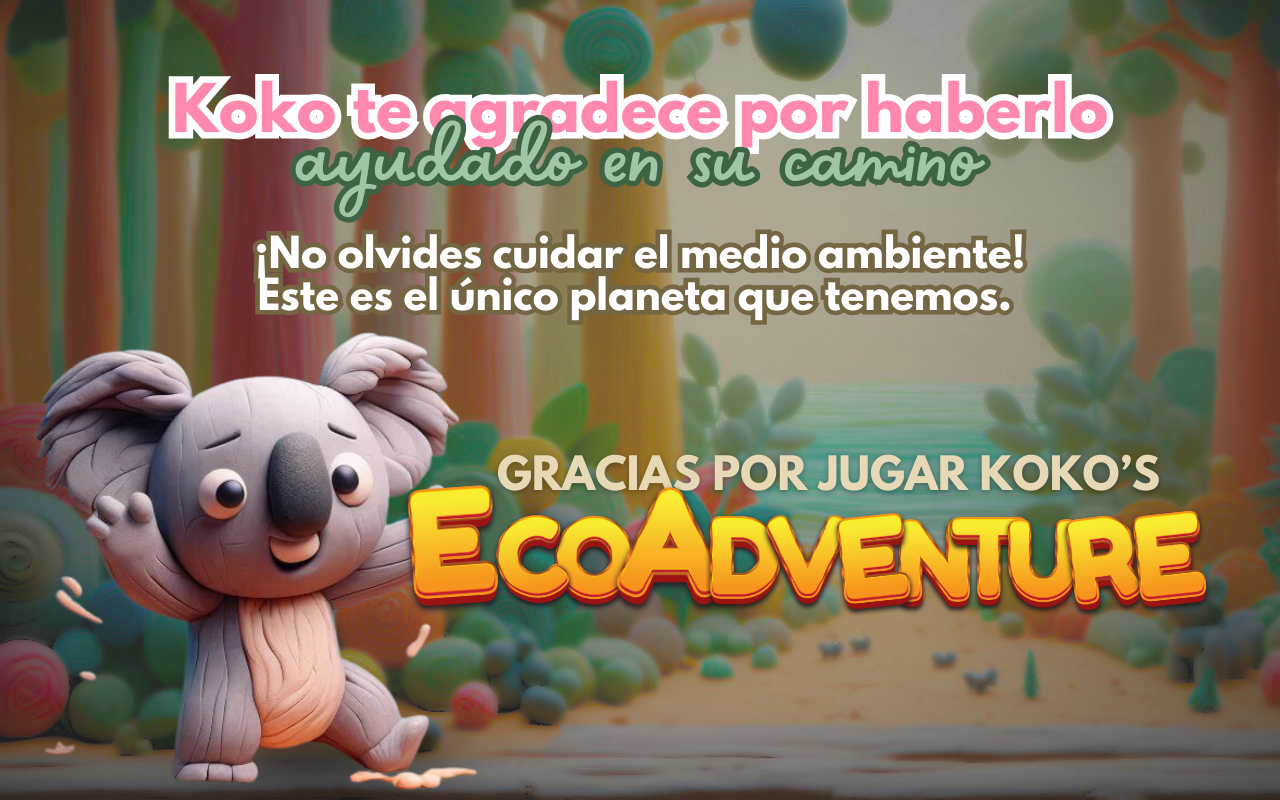 Koko te agradece por haberlo
ayudado en su camino
¡No olvides cuidar el medio ambiente!
Este es el único planeta que tenemos.
GRACIAS POR JUGAR KOKO’S
ECOADVENTURE